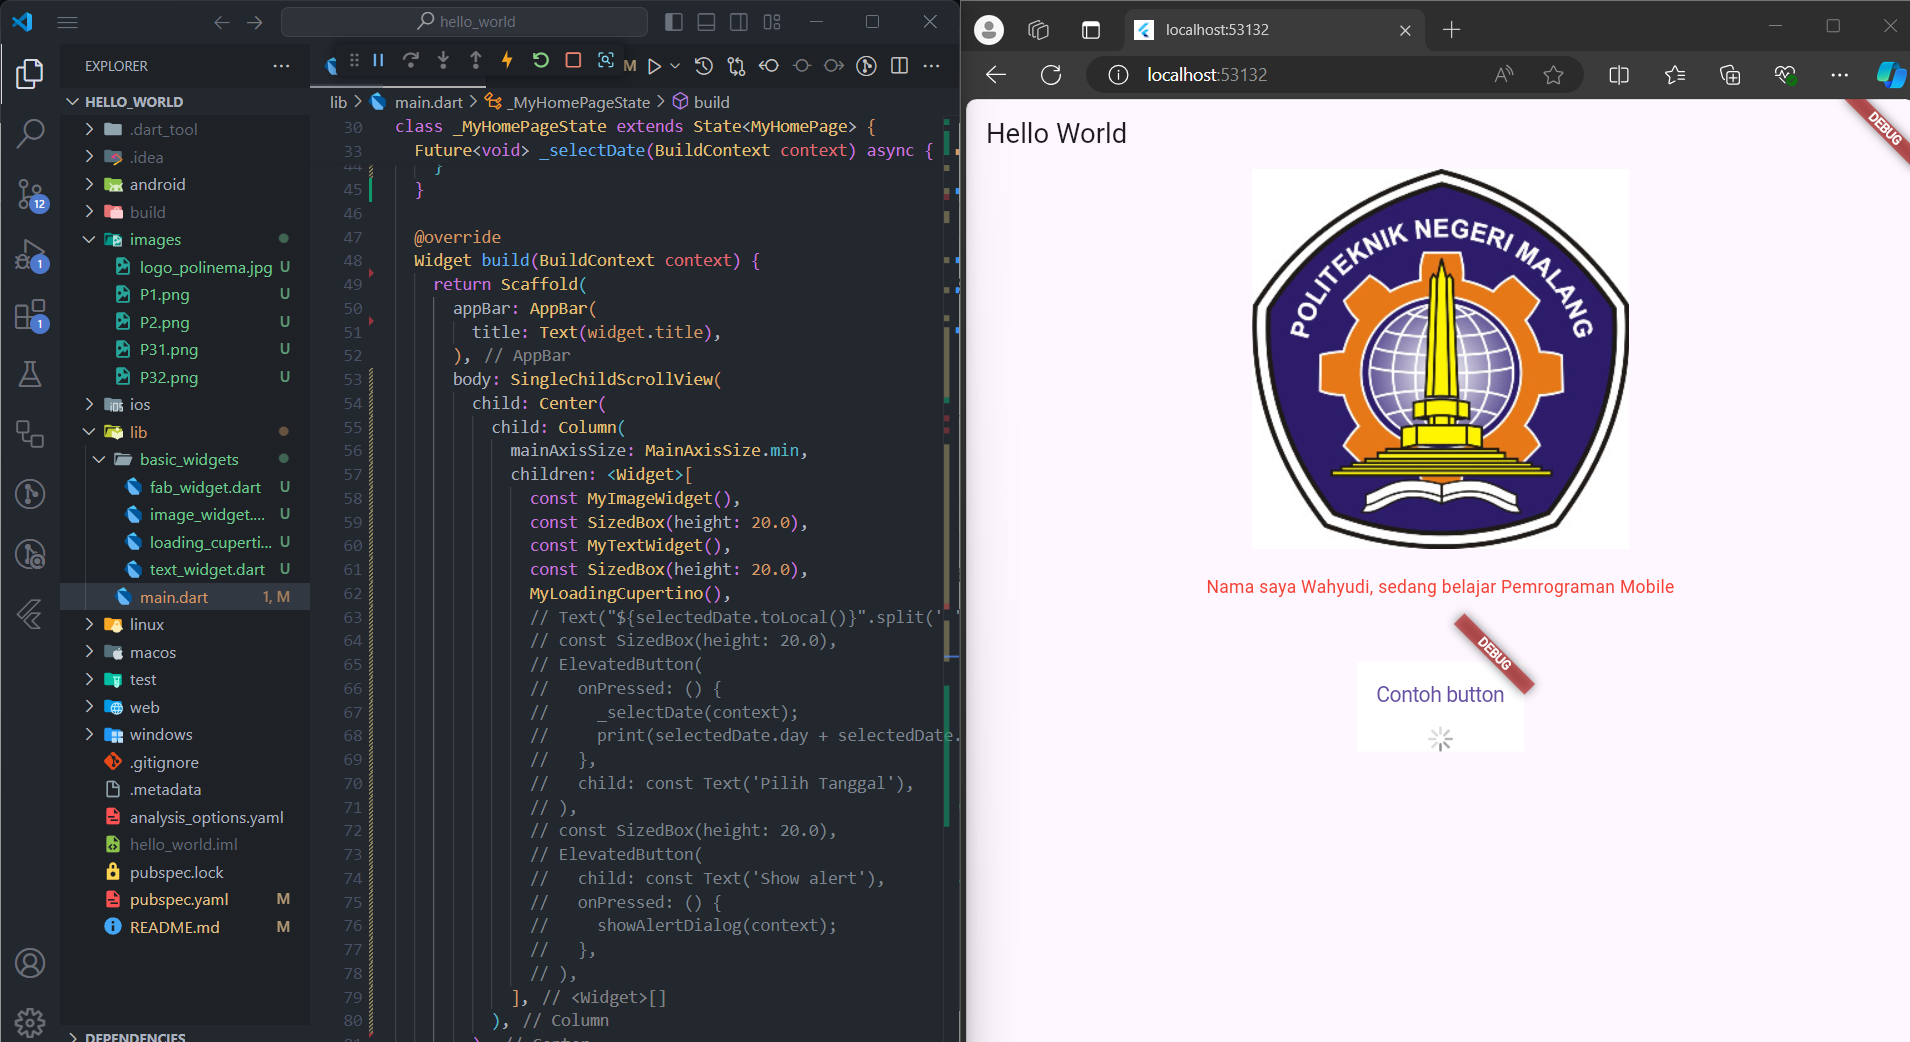 hello_world
EXPLORER
HELLO_WORLD
.dart_tool
.idea
android
build
images
logo_polinema.jpg U
P1.png U
P2.png U
P31.png U
P32.png U
ios
lib
basic_widgets
fab_widget.dart U
image_widget.... U
loading_cuperti... U
text_widget.dart U
main.dart 1, M
linux
macos
test
web
windows
.gitignore
.metadata
analysis_options.yaml
hello_world.iml
pubspec.lock
pubspec.yaml M
README.md M
DEPENDENCIES
12
1
1
M
lib > main.dart > _MyHomePageState > build
30 class _MyHomePageState extends State<MyHomePage> {
33 Future<void> _selectDate(BuildContext context) async {
44 }
45 }
46
47 @override
48 Widget build(BuildContext context) {
49 return Scaffold(
50 appBar: AppBar(
51 title: Text(widget.title),
52 ), // AppBar
53 body: SingleChildScrollView(
54 child: Center(
55 child: Column(
56 mainAxisSize: MainAxisSize.min,
57 children: <Widget>[
58 const MyImageWidget(),
59 const SizedBox(height: 20.0),
60 const MyTextWidget(),
61 const SizedBox(height: 20.0),
62 MyLoadingCupertino(),
63 // Text("${selectedDate.toLocal()}".split('
64 // const SizedBox(height: 20.0),
65 // ElevatedButton(
66 // onPressed: () {
67 // _selectDate(context);
68 // print(selectedDate.day + selectedDate.
69 // },
70 // child: const Text('Pilih Tanggal'),
71 // ),
72 // const SizedBox(height: 20.0),
73 // ElevatedButton(
74 // child: const Text('Show alert'),
75 // onPressed: () {
76 // showAlertDialog(context);
77 // },
78 // ),
79 ], // <Widget>[]
80 ), // Column
localhost:53132
localhost:53132
Hello World
DEBUG
POLITEKNIK NEGERI MALANG
Nama saya Wahyudi, sedang belajar Pemrograman Mobile
DEBUG
Contoh button